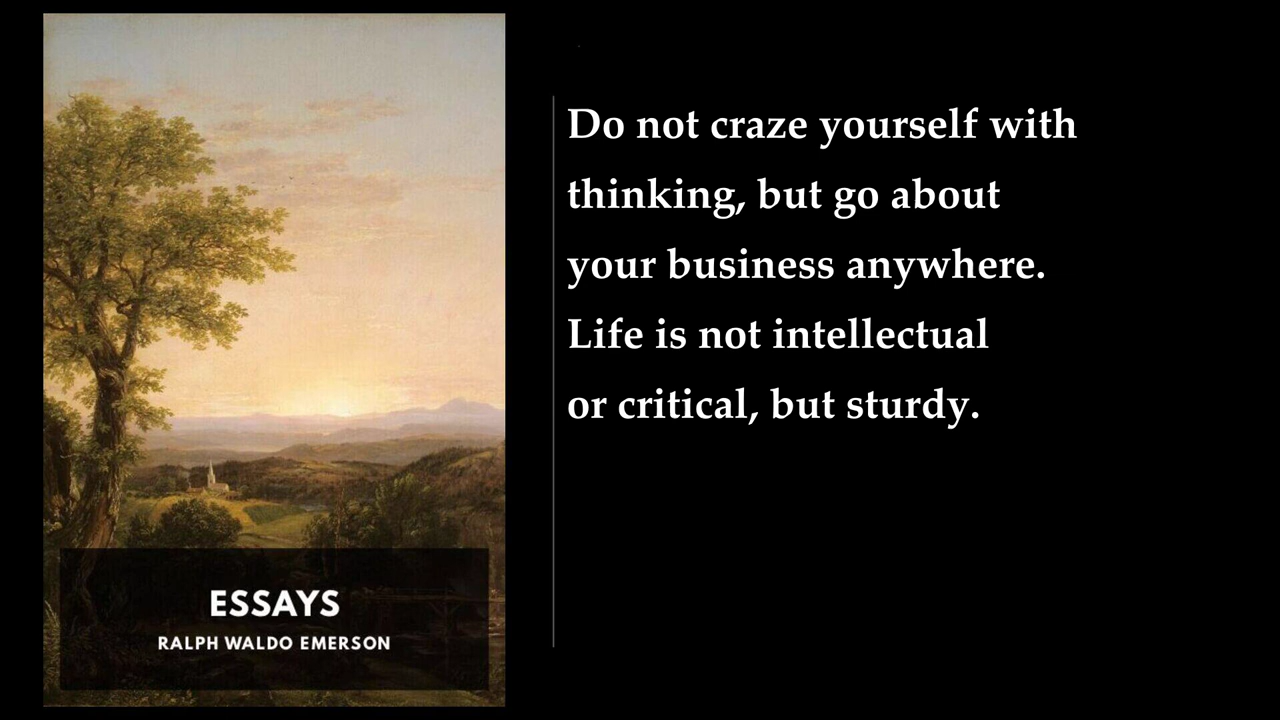 ESSAYS
RALPH WALDO EMERSON
Do not craze yourself with
thinking, but go about
your business anywhere.
Life is not intellectual
or critical, but sturdy.